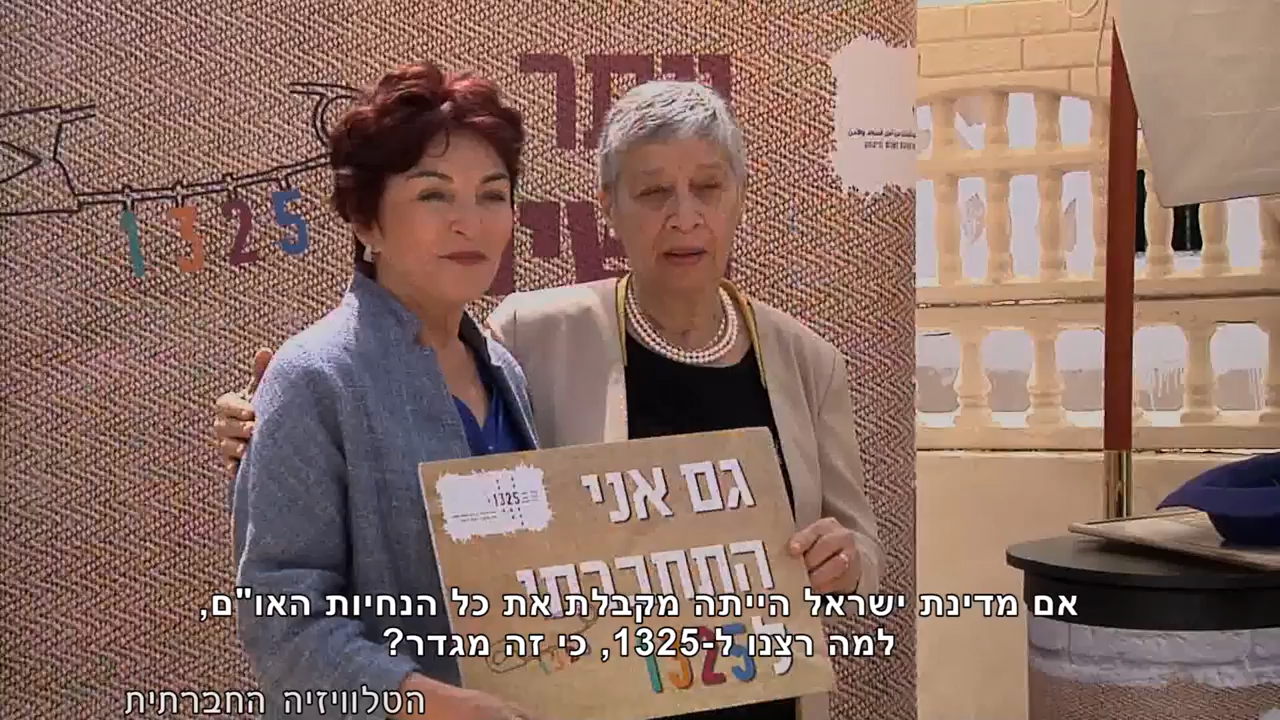 1325
1325
גם אני
התחברתי
ל1325
אם מדינת ישראל הייתה מקבלת את כל הנחיות האו"ם,
למה רצנו ל-1325, כי זה מגדר?
הטלוויזיה החברתית